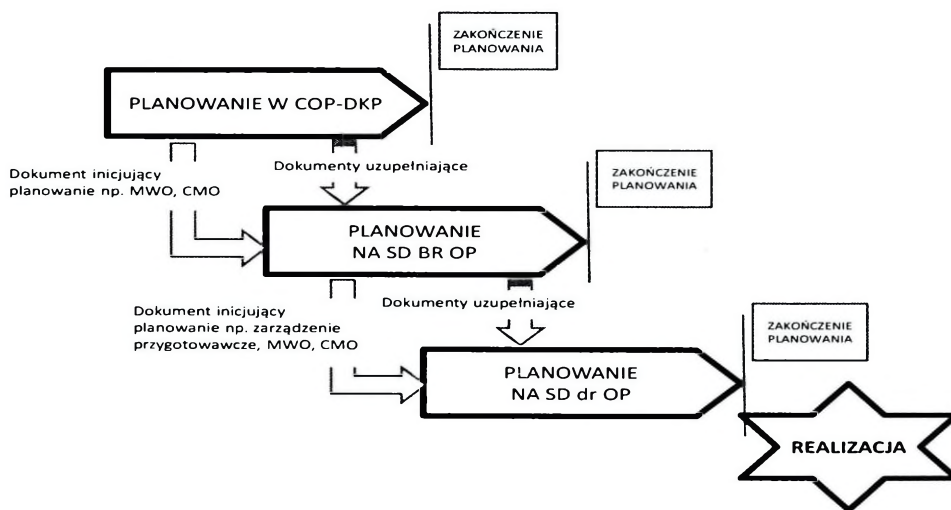 ZAKOŃCZENIE
PLANOWANIA
PLANOWANIE W COP-DKP
Dokument inicjujący
planowanie np. MWO, CMO
Dokumenty uzupełniające
ZAKOŃCZENIE
PLANOWANIA
PLANOWANIE
NA SD BR OP
Dokument inicjujący
planowanie np. zarządzenie
przygotowawcze, MWO, CMO
Dokumenty uzupełniające
ZAKOŃCZENIE
PLANOWANIA
PLANOWANIE
NA SD dr OP
REALIZACJA